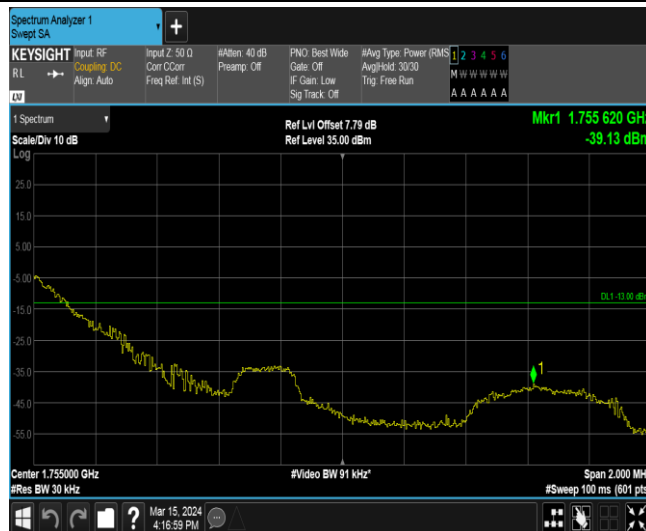 Spectrum Analyzer 1
Swept SA
+
KEYSIGHT
RL
Input: RF
Coupling: DC
Align: Auto
Input Z: 50 Ω
Corr CCorr
Freq Ref: Int (S)
#Atten: 40 dB
Preamp: Off
PNO: Best Wide
Gate: Off
IF Gain: Low
Sig Track: Off
#Avg Type: Power (RMS
Avg|Hold: 30/30
Trig: Free Run
1 2 3 4 5 6
M W W W W W
A A A A A A
1 Spectrum
Scale/Div 10 dB
Ref Lvl Offset 7.79 dB
Ref Level 35.00 dBm
Mkr1 1.755 620 GHz
-39.13 dBm
Log
25.0
15.0
5.00
-5.00
DL1 -13.00 dBm
-15.0
-25.0
-35.0
1
-45.0
-55.0
Center 1.755000 GHz
#Res BW 30 kHz
#Video BW 91 kHz*
Span 2.000 MH
#Sweep 100 ms (601 pts
?
Mar 15, 2024
4:16:59 PM